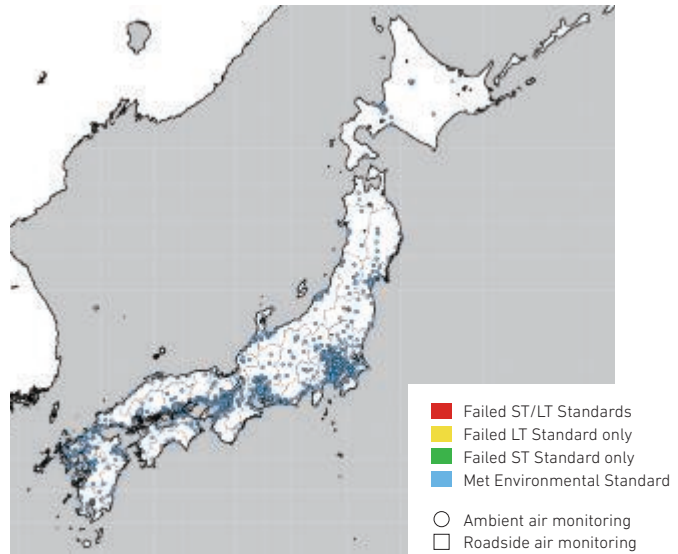 Failed ST/LT Standards
Failed LT Standard only
Failed ST Standard only
Met Environmental Standard
Ambient air monitoring
Roadside air monitoring